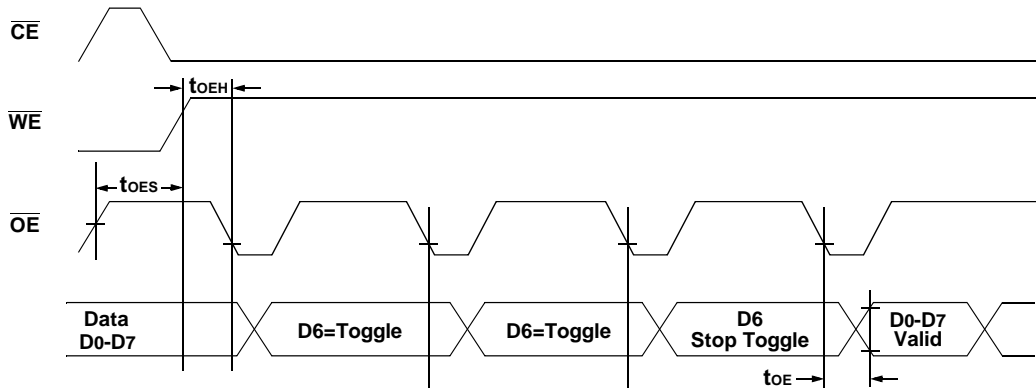 CE
tOEH
WE
tOES
OE
Data
D0-D7
D6=Toggle
D6=Toggle
D6
Stop Toggle
D0-D7
Valid
tOE